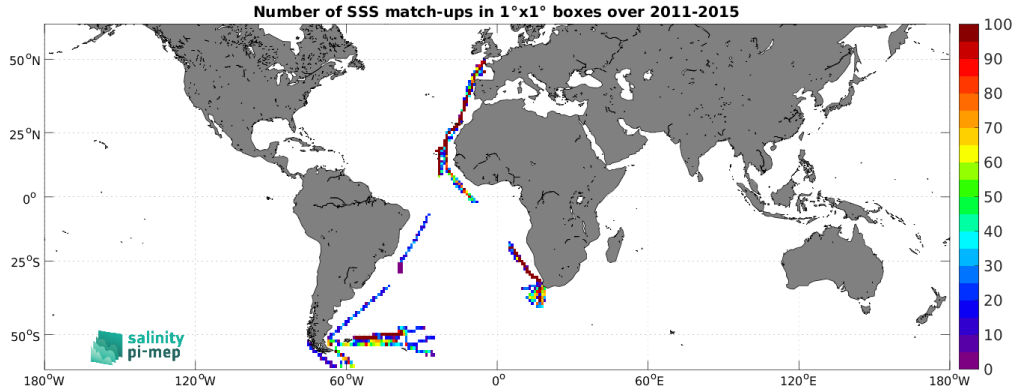 Number of SSS match-ups in 1°x1° boxes over 2011-2015
50°N
25°N
0°
25°S
50°S
180°W
120°W
60°W
0°
60°E
120°E
180°W
100
90
80
70
60
50
40
30
20
10
0
salinity
pi-mep